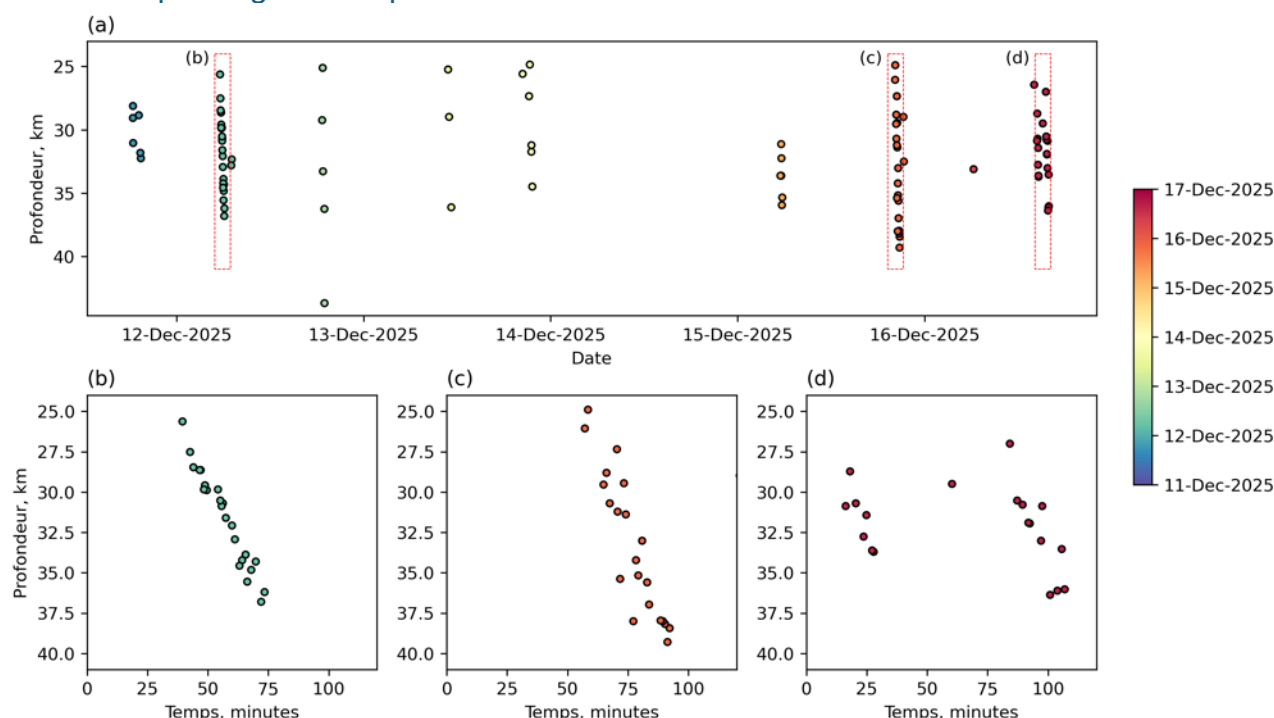 (a)
(b)
(c)
(d)
25
30
35
40
Profondeur, km
12-Dec-2025
13-Dec-2025
14-Dec-2025
15-Dec-2025
16-Dec-2025
Date
17-Dec-2025
16-Dec-2025
15-Dec-2025
14-Dec-2025
13-Dec-2025
12-Dec-2025
11-Dec-2025
(b)
25.0
27.5
30.0
32.5
35.0
37.5
40.0
Profondeur, km
0
50
75
100
Temps, minutes
(c)
25.0
27.5
30.0
32.5
35.0
37.5
40.0
0
50
75
100
Temps, minutes
(d)
25.0
27.5
30.0
32.5
35.0
37.5
40.0
0
25
50
75
100
Temps, minutes